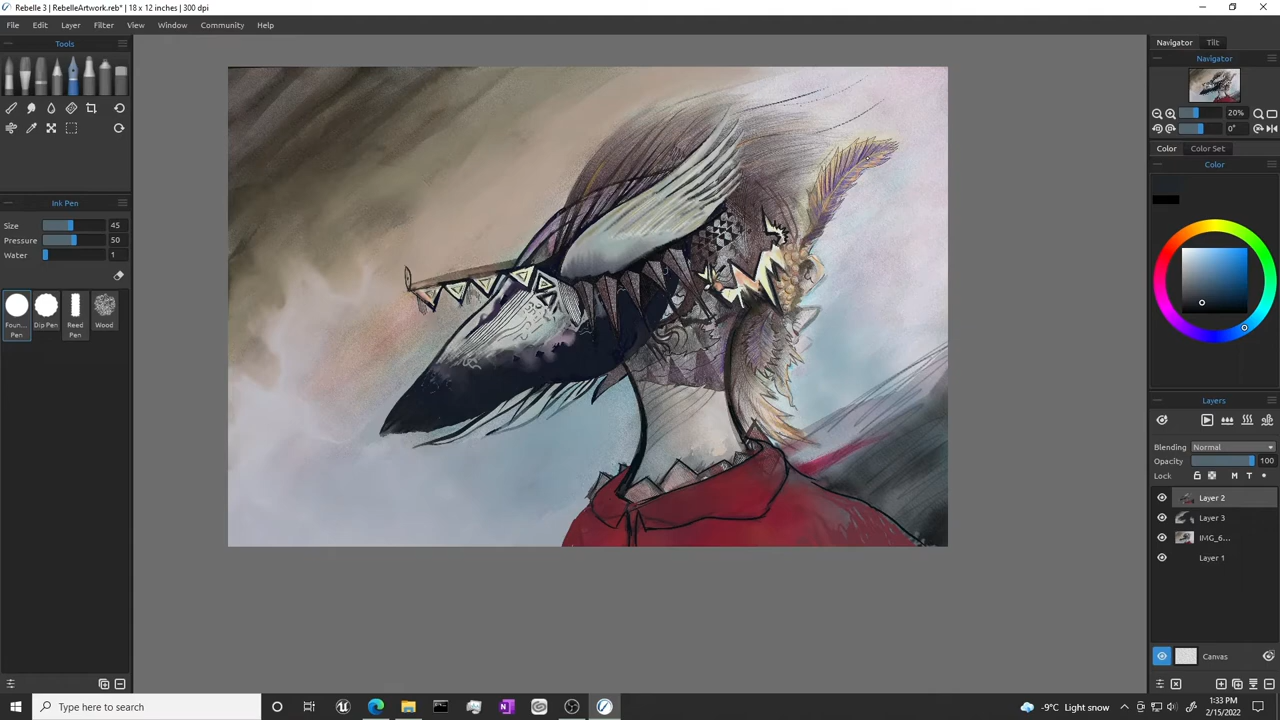 Rebelle 3 | RebelleArtwork.reb* | 18 x 12 inches | 300 dpi
File Edit Layer Filter View Window Community Help
Tools
Ink Pen
Size 45
Pressure 50
Water 1
Foun... Pen
Dip Pen
Reed Pen
Wood
Navigator Tilt
Navigator
20%
0°
Color Color Set
Color
Layers
Blending Normal
Opacity 100
Lock M T
Layer 2
Layer 3
IMG_6...
Layer 1
Canvas
Type here to search
-9°C Light snow
1:33 PM
2/15/2022